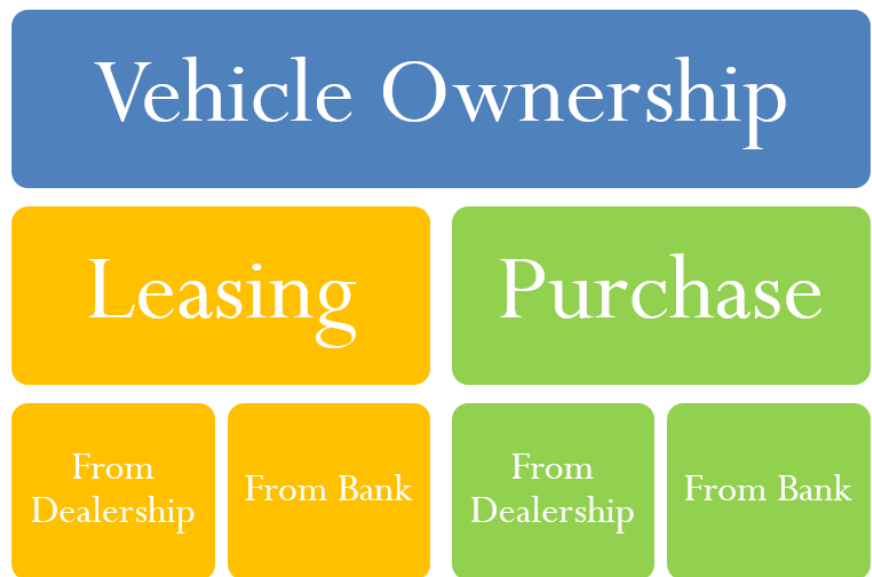 Vehicle Ownership
Leasing
Purchase
From
Dealership
From Bank
From
Dealership
From Bank